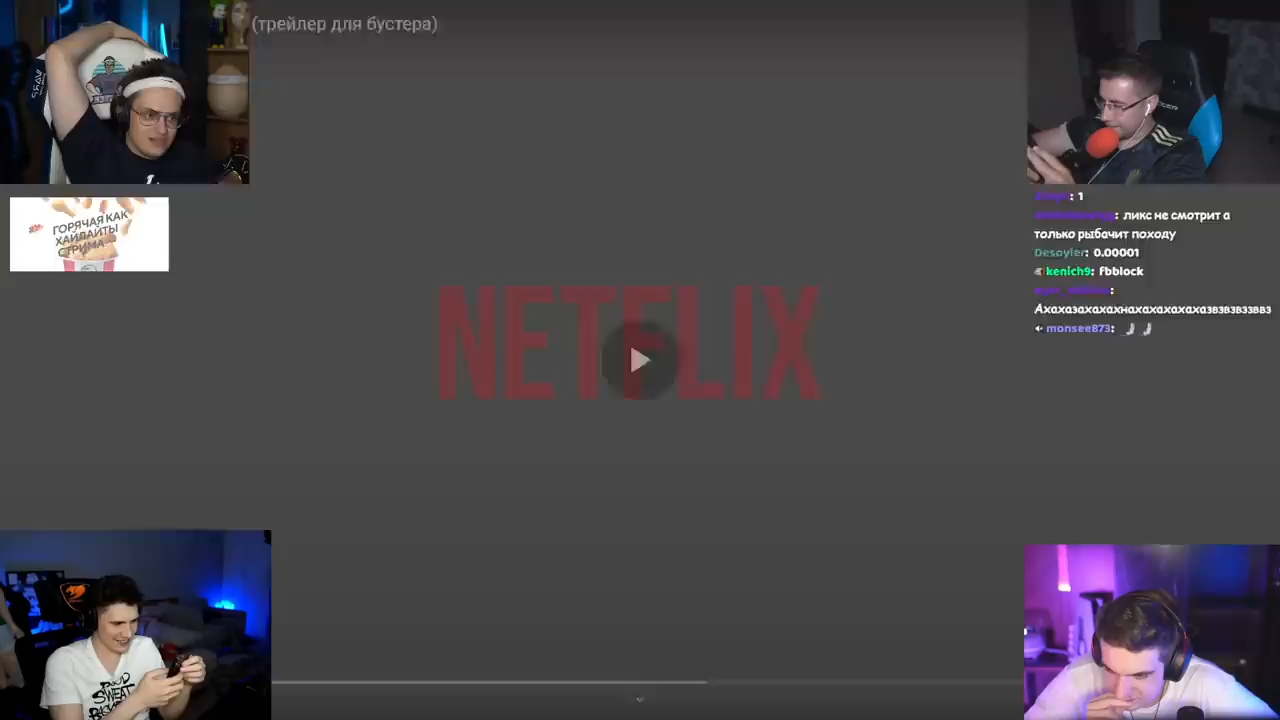 (трейлер для бустера)
ГОРЯЧАЯ КАК
ХАЙЛАЙТЫ
СТРИМА
: 1
: ликс не смотрит а
только рыбачит походу
Desoyler: 0.00001
kenich9: fbblock
:
monsee873:
NETFLIX
SWEAT